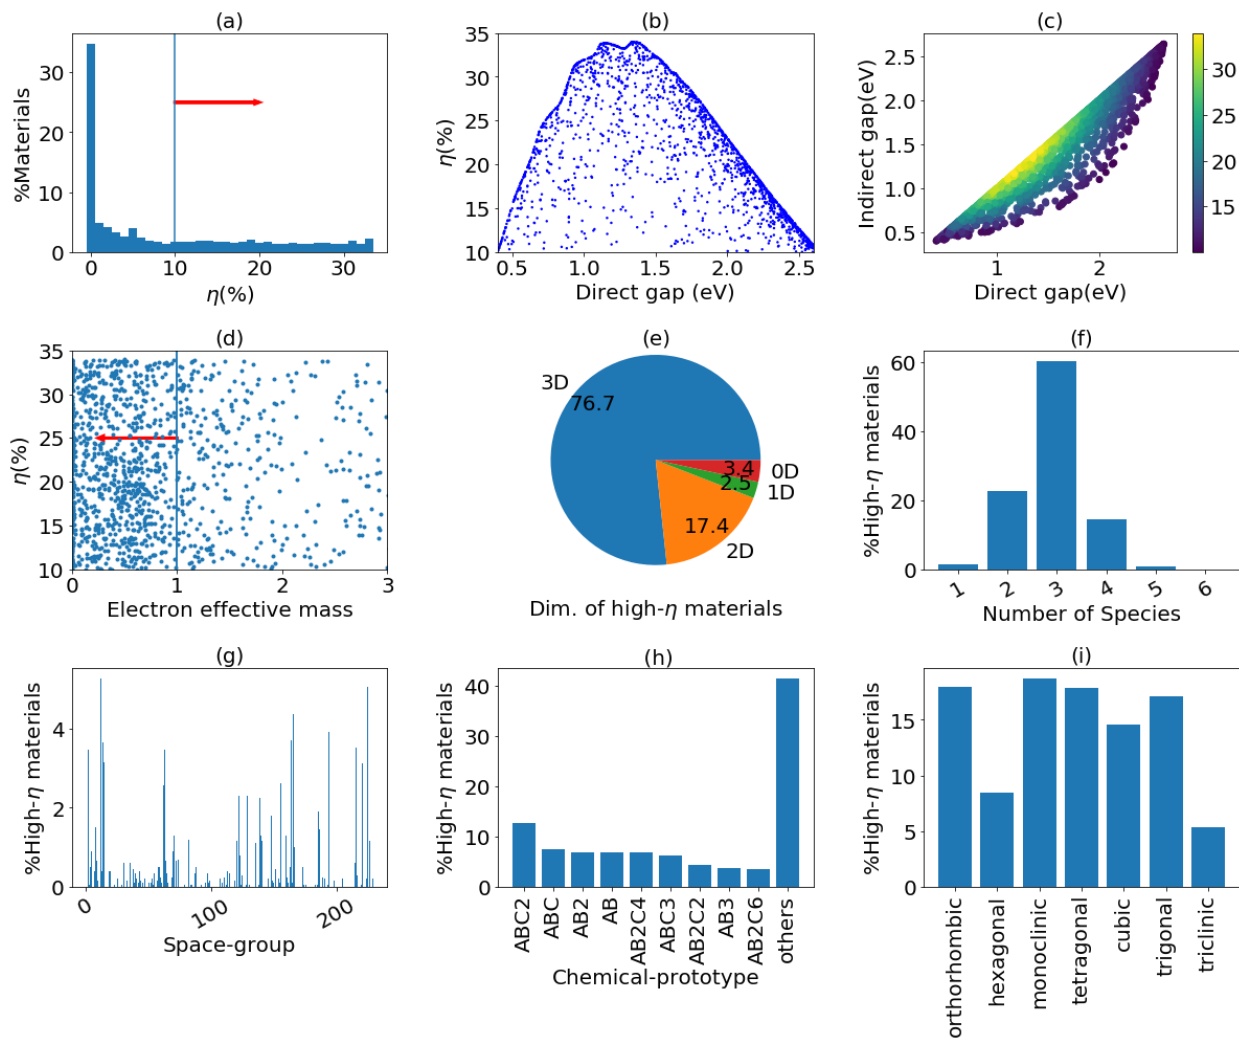 (a)
%Materials
30
20
10
0
0
10
20
30
η(%)
(b)
η(%)
35
30
25
20
15
10
0.5
1.0
1.5
2.0
2.5
Direct gap (eV)
(c)
Indirect gap(eV)
2.5
2.0
1.5
1.0
0.5
1
2
Direct gap(eV)
30
25
20
15
(d)
η(%)
35
30
25
20
15
10
0
1
2
3
Electron effective mass
(e)
3D
76.7
3.4
0D
2.5
1D
17.4
2D
Dim. of high-η materials
(f)
%High-η materials
60
40
20
0
1
2
3
4
5
6
Number of Species
(g)
%High-η materials
4
2
0
0
100
200
Space-group
(h)
%High-η materials
40
30
20
10
0
ABC2
ABC
AB2
AB
AB2C4
ABC3
AB2C2
AB3
AB2C6
others
Chemical-prototype
(i)
%High-η materials
15
10
5
0
orthorhombic
hexagonal
monoclinic
tetragonal
cubic
trigonal
triclinic